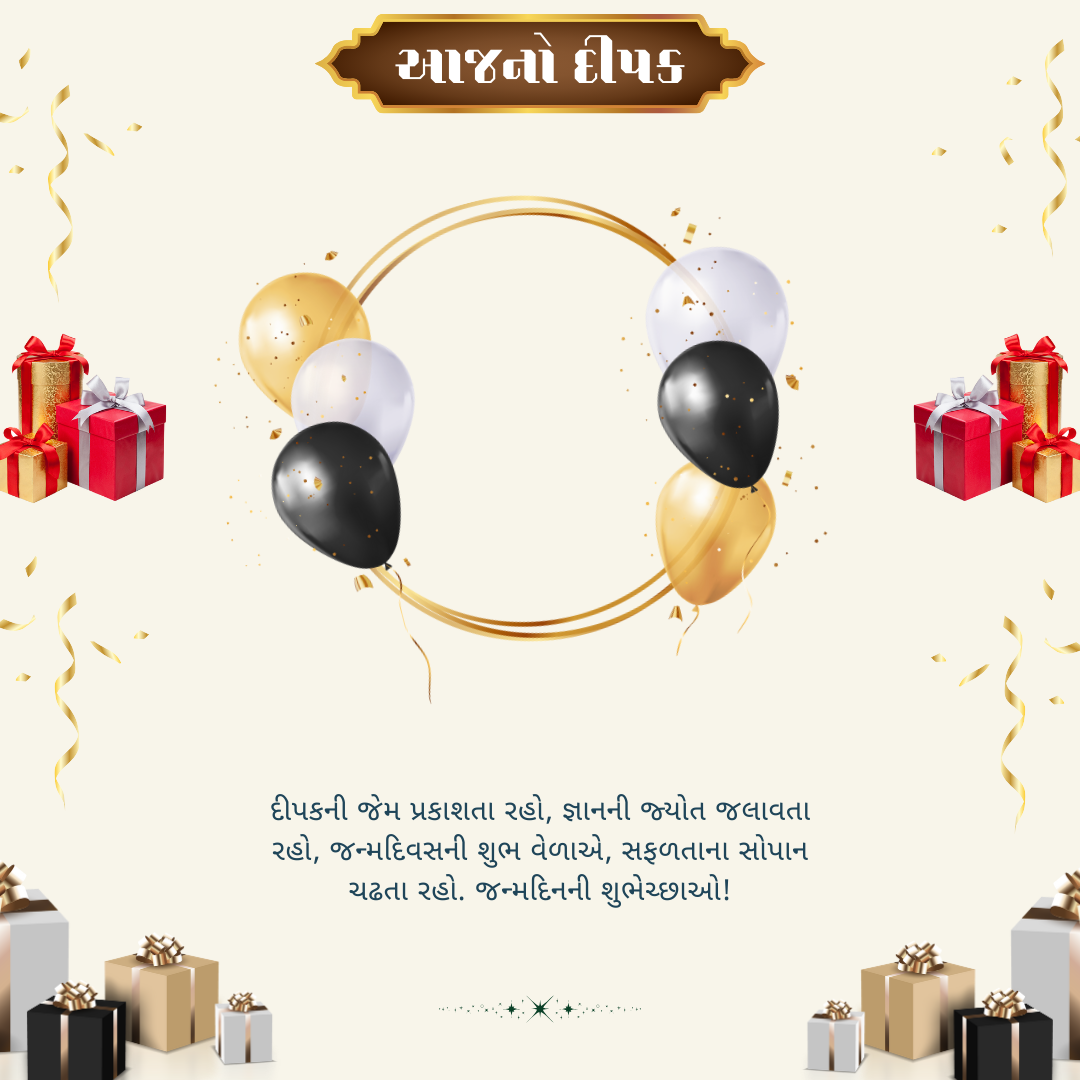 આજનો દીપક
દીપકની જેમ પ્રકાશતા રહો, જ્ઞાનની જ્યોત જલાવતા
રહો, જન્મદિવસની શુભ વેળાએ, સફળતાના સોપાન
ચઢતા રહો. જન્મદિનની શુભેચ્છાઓ!